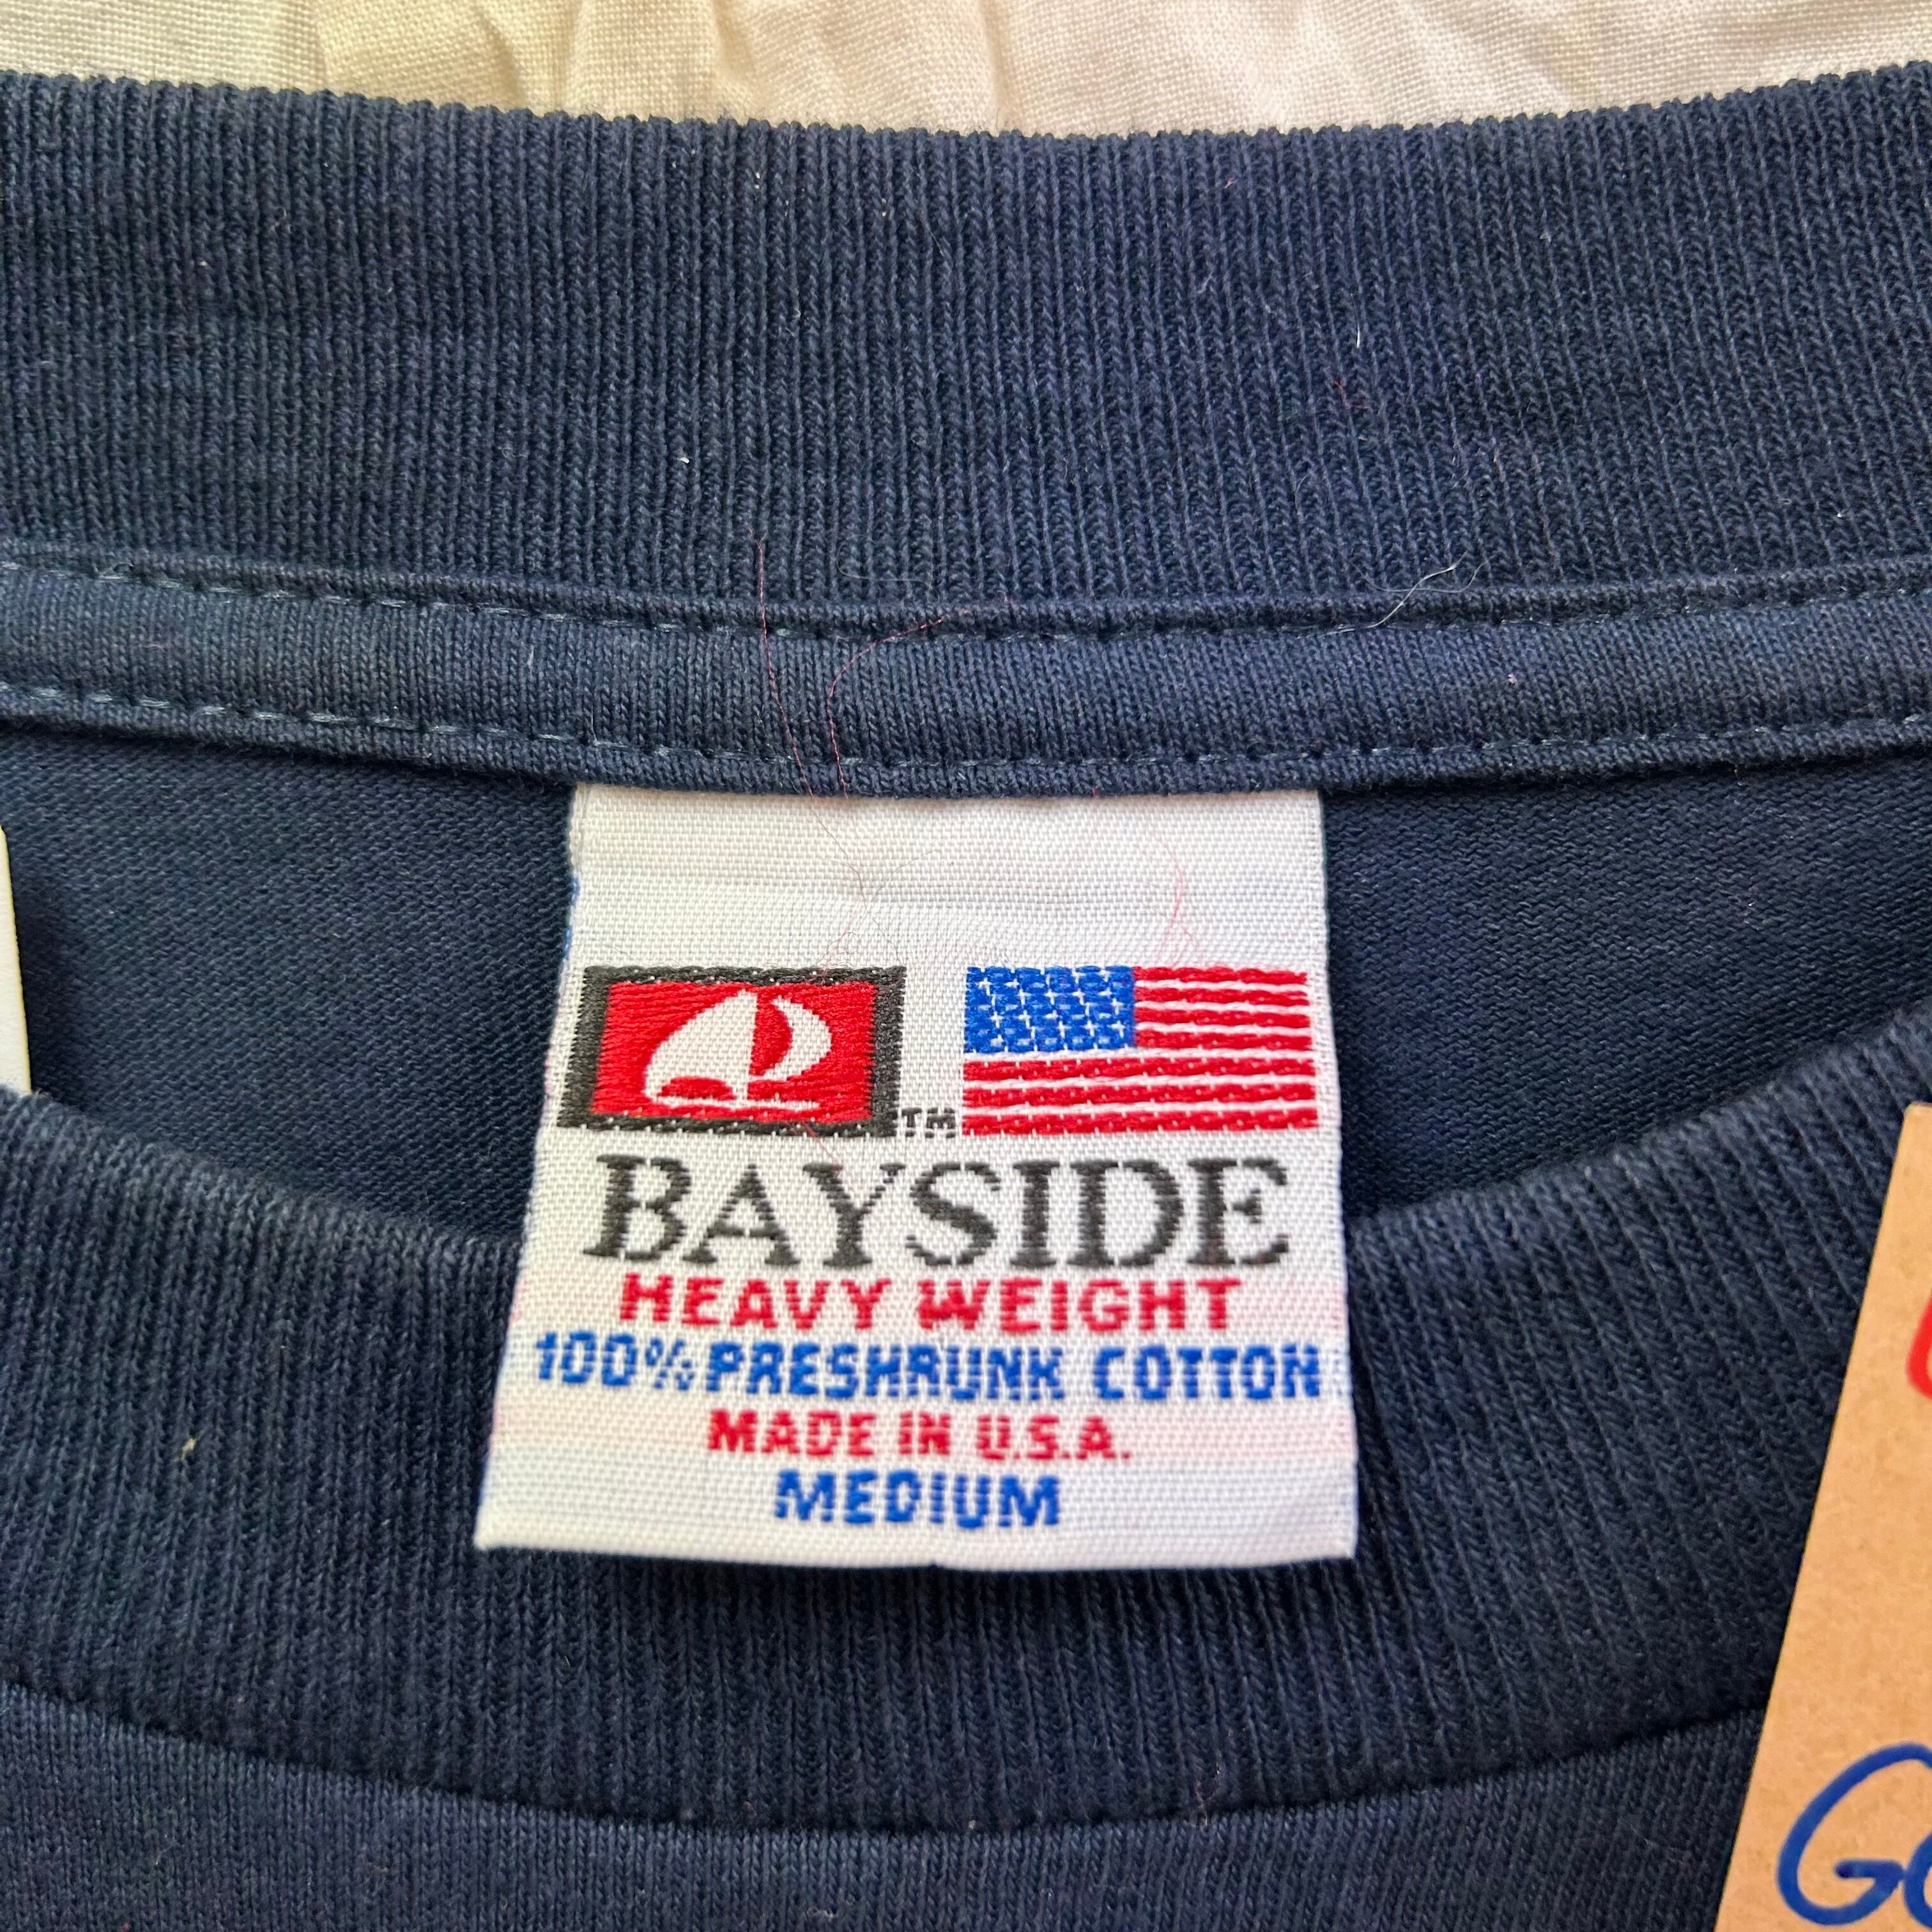 TM
BAYSIDE
HEAVY WEIGHT
100% PRESHRUNK COTTON
MADE IN U.S.A.
MEDIUM